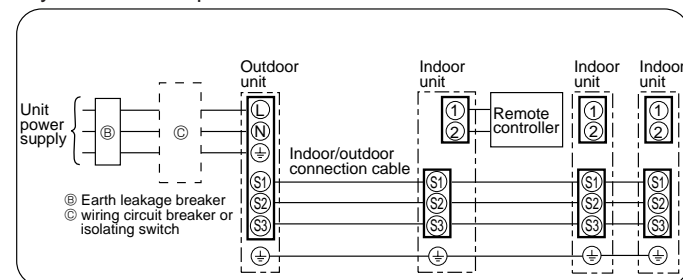 Outdoor unit
Indoor unit
Indoor unit
Indoor unit
Unit power supply
Ⓑ
Ⓒ
L
N
⏚
1
2
Remote controller
1
2
1
2
Indoor/outdoor connection cable
S1
S2
S3
S1
S2
S3
S1
S2
S3
S1
S2
S3
Ⓑ Earth leakage breaker
Ⓒ wiring circuit breaker or
isolating switch